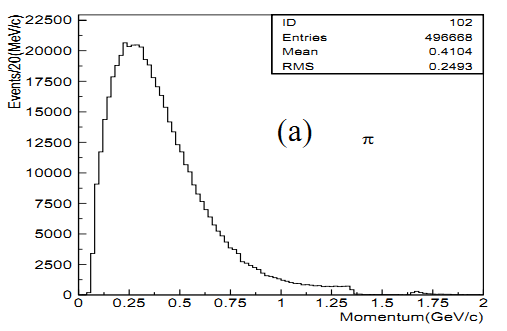 Events/20(MeV/c)
22500
20000
17500
15000
12500
10000
7500
5000
2500
0
ID 102
Entries 496668
Mean 0.4104
RMS 0.2493
(a) π
0 0.25 0.5 0.75 1 1.25 1.5 1.75 2
Momentum(GeV/c)